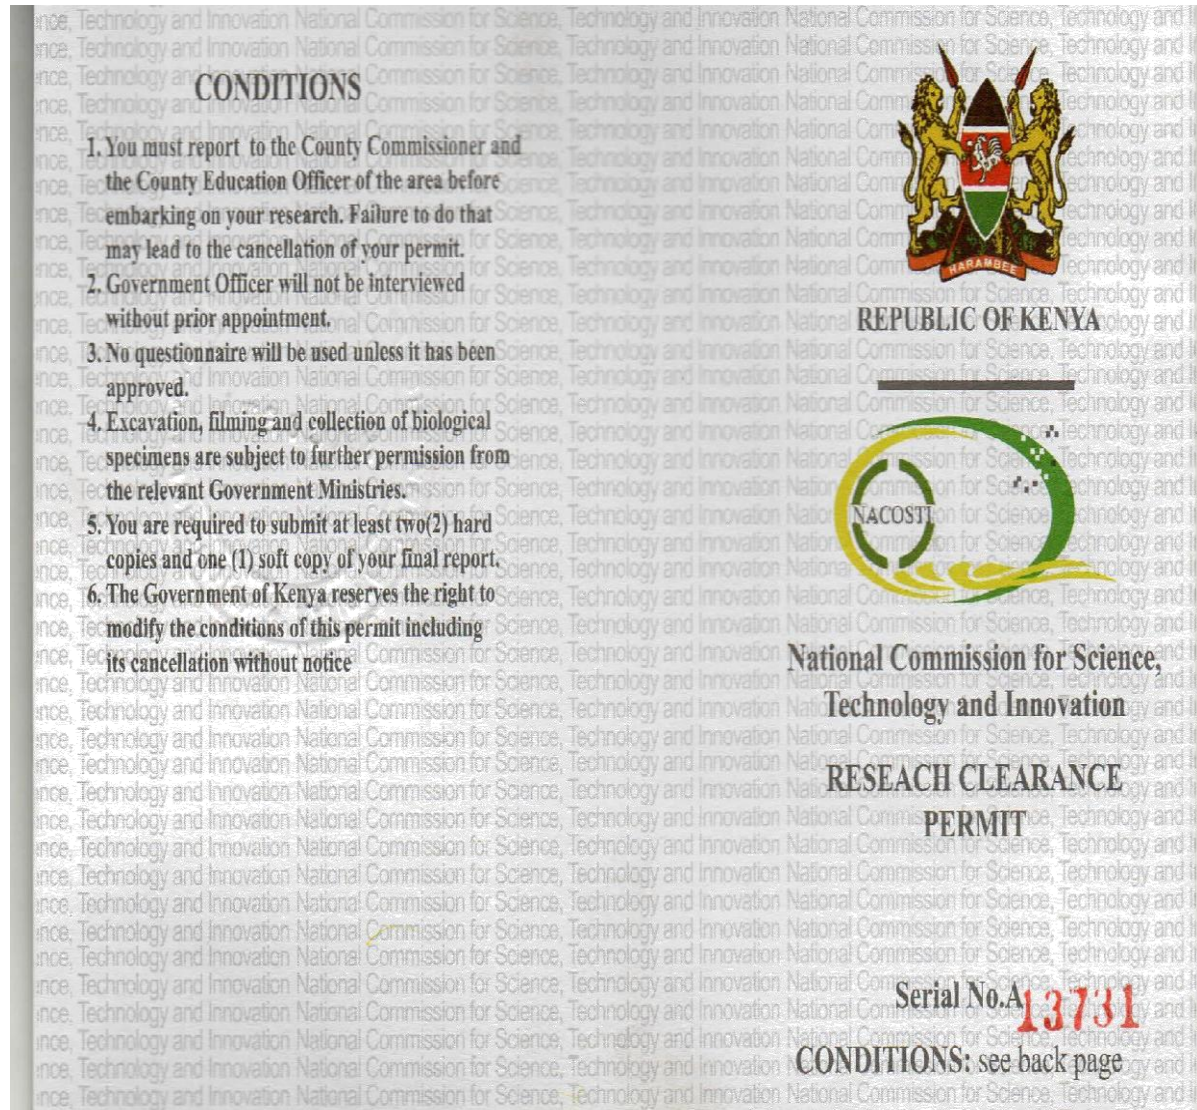 CONDITIONS
1. You must report to the County Commissioner and
the County Education Officer of the area before
embarking on your research. Failure to do that
may lead to the cancellation of your permit.
2. Government Officer will not be interviewed
without prior appointment.
3. No questionnaire will be used unless it has been
approved.
4. Excavation, filming and collection of biological
specimens are subject to further permission from
the relevant Government Ministries.
5. You are required to submit at least two(2) hard
copies and one (1) soft copy of your final report.
6. The Government of Kenya reserves the right to
modify the conditions of this permit including
its cancellation without notice
HARAMBEE
REPUBLIC OF KENYA
NACOSTI
National Commission for Science,
Technology and Innovation
RESEACH CLEARANCE
PERMIT
Serial No.A 13731
CONDITIONS: see back page